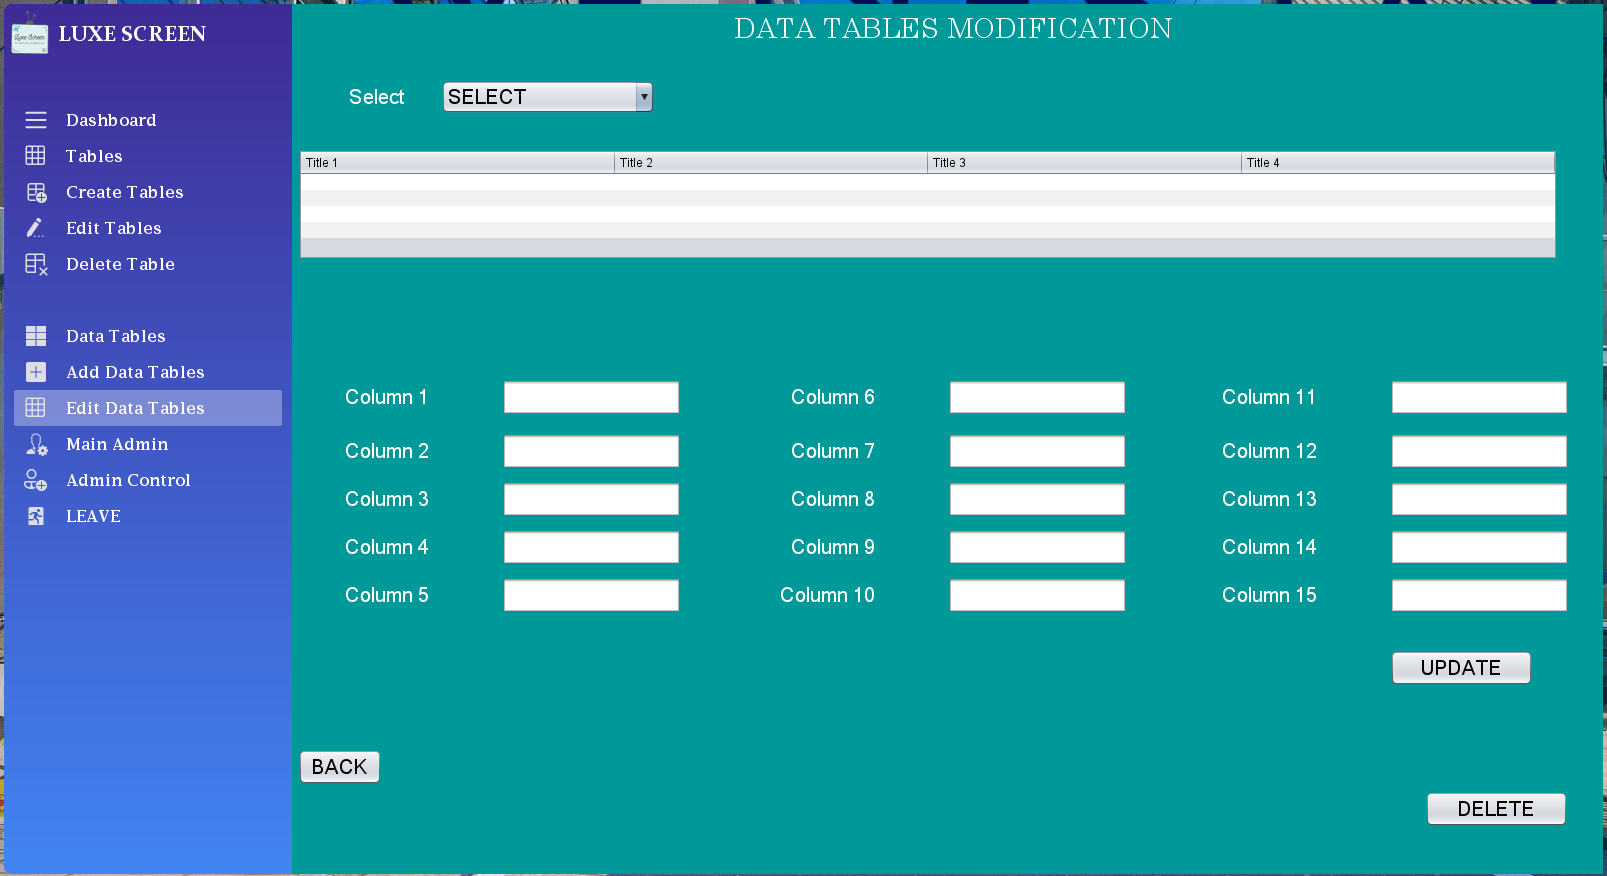 LUXE SCREEN
Dashboard
Tables
Create Tables
Edit Tables
Delete Table
Data Tables
Add Data Tables
Edit Data Tables
Main Admin
Admin Control
LEAVE
DATA TABLES MODIFICATION
Select SELECT
Title 1 Title 2 Title 3 Title 4
Column 1 Column 6 Column 11
Column 2 Column 7 Column 12
Column 3 Column 8 Column 13
Column 4 Column 9 Column 14
Column 5 Column 10 Column 15
UPDATE
BACK
DELETE